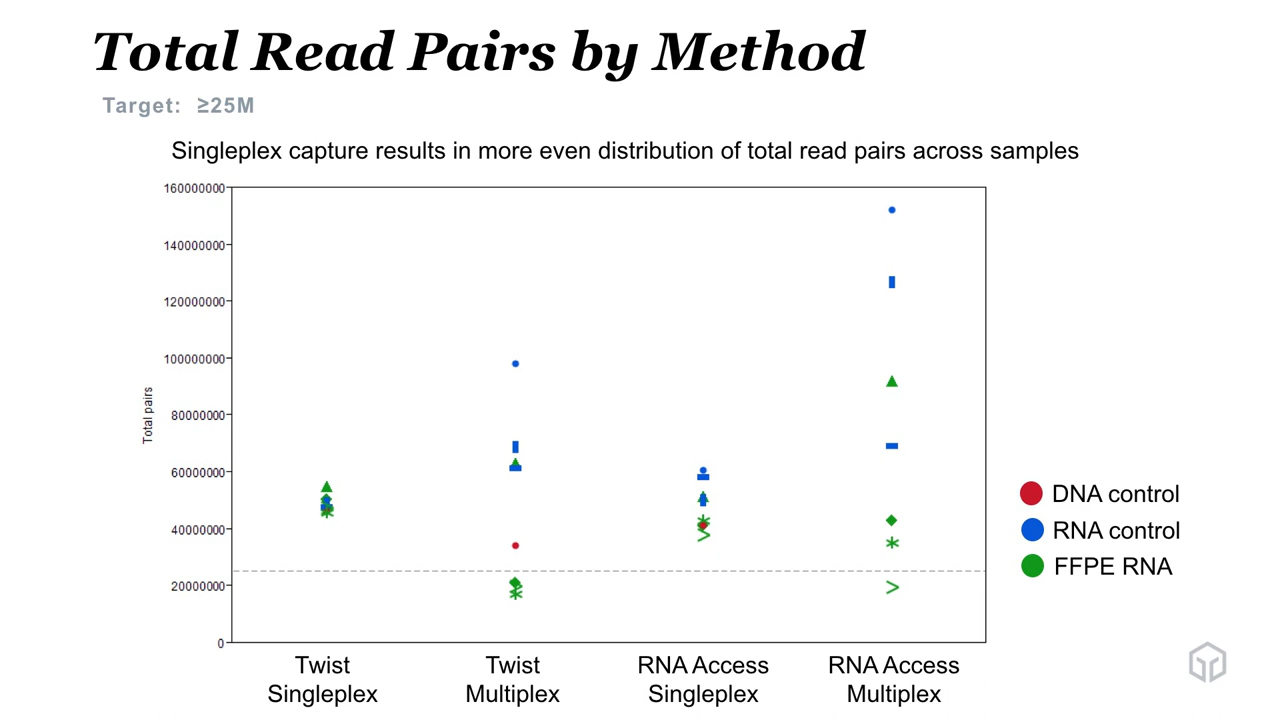 Total Read Pairs by Method
Target: ≥25M
Singleplex capture results in more even distribution of total read pairs across samples
160000000
140000000
120000000
100000000
80000000
60000000
40000000
20000000
0
Total pairs
DNA control
RNA control
FFPE RNA
Twist Singleplex
Twist Multiplex
RNA Access Singleplex
RNA Access Multiplex